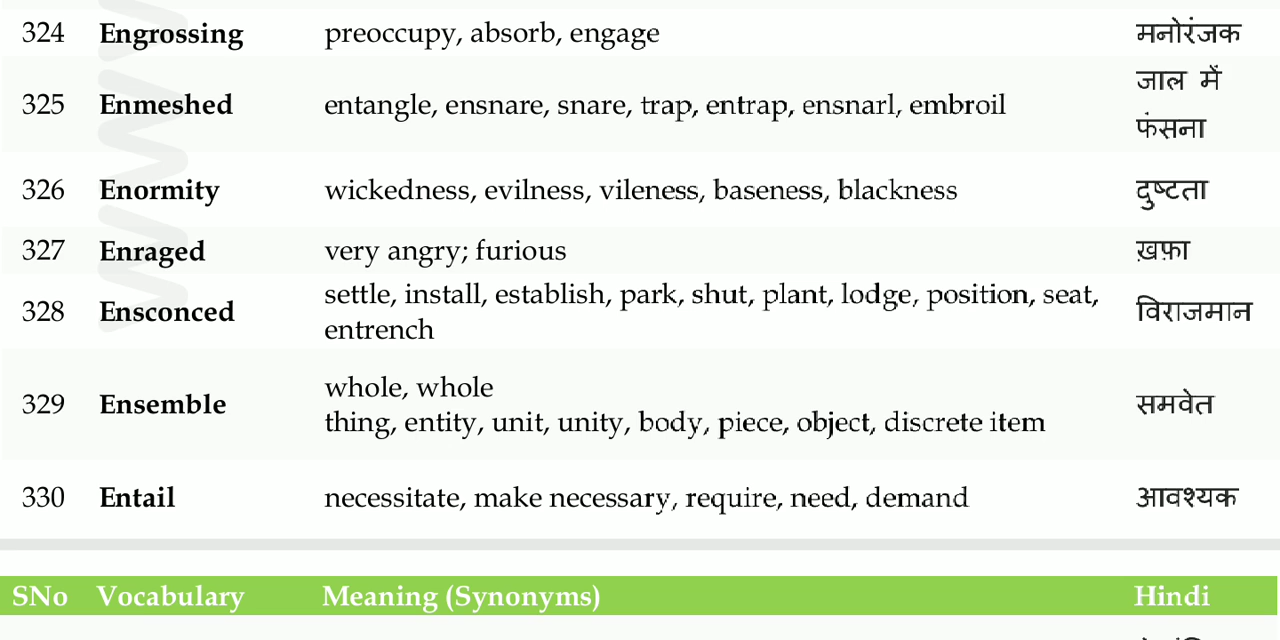 324 Engrossing preoccupy, absorb, engage मनोरंजक
325 Enmeshed entangle, ensnare, snare, trap, entrap, ensnarl, embroil जाल में
फंसना
326 Enormity wickedness, evilness, vileness, baseness, blackness दुष्टता
327 Enraged very angry; furious ख़फ़ा
328 Ensconced settle, install, establish, park, shut, plant, lodge, position, seat, विराजमान
entrench
329 Ensemble whole, whole समवेत
thing, entity, unit, unity, body, piece, object, discrete item
330 Entail necessitate, make necessary, require, need, demand आवश्यक
SNo Vocabulary Meaning (Synonyms) Hindi